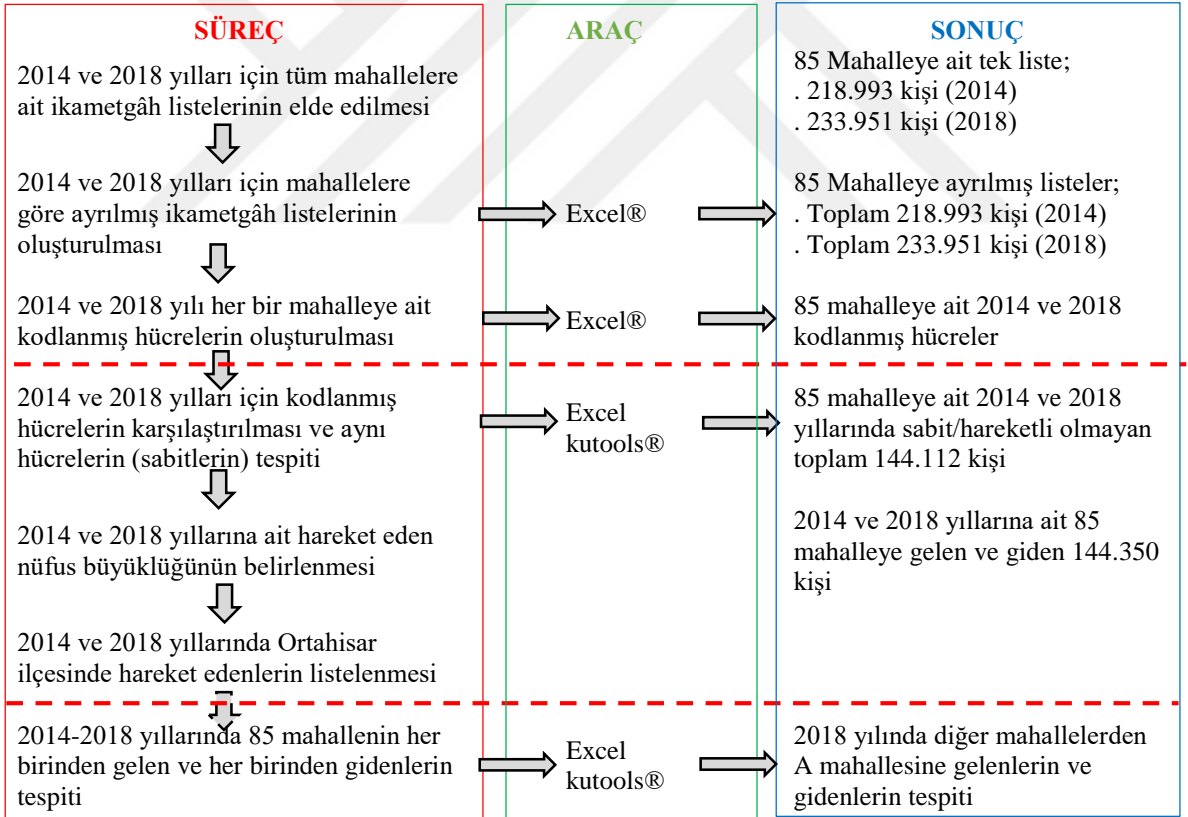 SÜREÇ
2014 ve 2018 yılları için tüm mahallelere
ait ikametgâh listelerinin elde edilmesi
2014 ve 2018 yılları için mahallelere
göre ayrılmış ikametgâh listelerinin
oluşturulması
2014 ve 2018 yılı her bir mahalleye ait
kodlanmış hücrelerin oluşturulması
2014 ve 2018 yılları için kodlanmış
hücrelerin karşılaştırılması ve aynı
hücrelerin (sabitlerin) tespiti
2014 ve 2018 yıllarına ait hareket eden
nüfus büyüklüğünün belirlenmesi
2014 ve 2018 yıllarında Ortahisar
ilçesinde hareket edenlerin listelenmesi
2014-2018 yıllarında 85 mahallenin her
birinden gelen ve her birinden gidenlerin
tespiti
ARAÇ
Excel®
Excel®
Excel
kutools®
Excel
kutools®
SONUÇ
85 Mahalleye ait tek liste;
. 218.993 kişi (2014)
. 233.951 kişi (2018)
85 Mahalleye ayrılmış listeler;
. Toplam 218.993 kişi (2014)
. Toplam 233.951 kişi (2018)
85 mahalleye ait 2014 ve 2018
kodlanmış hücreler
85 mahalleye ait 2014 ve 2018
yıllarında sabit/hareketli olmayan
toplam 144.112 kişi
2014 ve 2018 yıllarına ait 85
mahalleye gelen ve giden 144.350
kişi
2018 yılında diğer mahallelerden
A mahallesine gelenlerin ve
gidenlerin tespiti